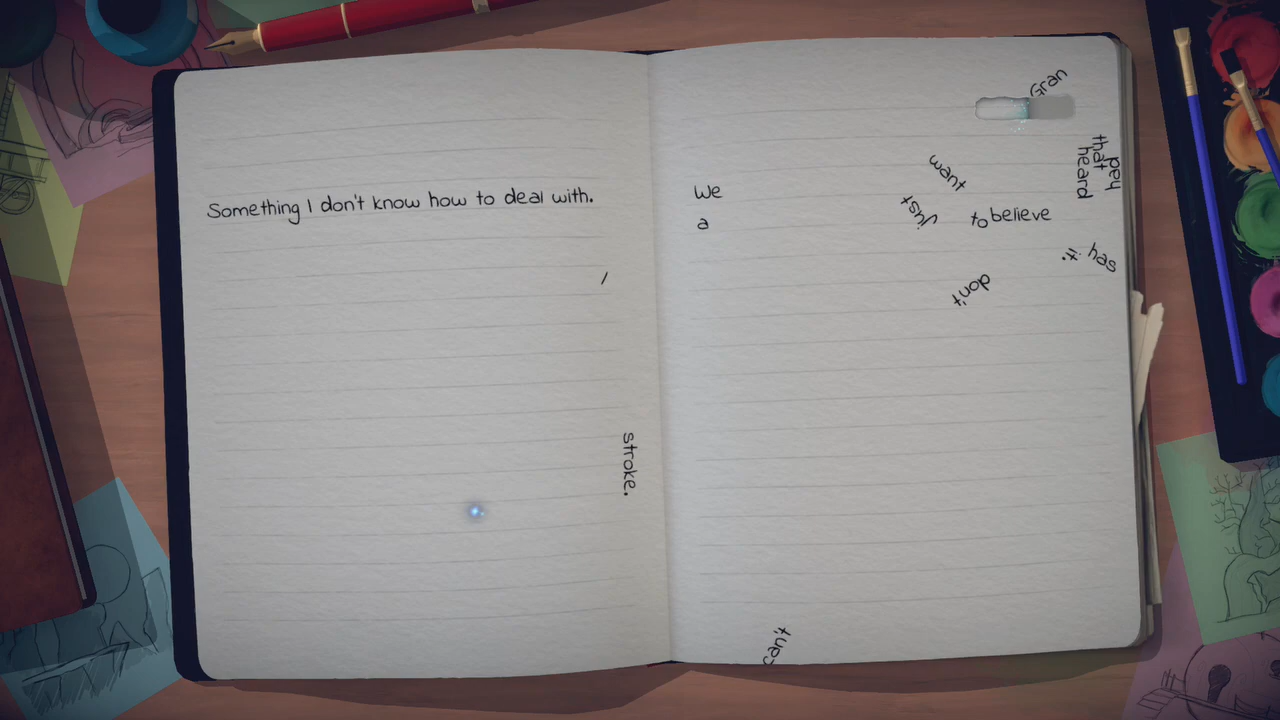 Something I don't know how to deal with.
I
stroke.
We
a
Gran
want
just
to believe
that
heard
had
say
it.
don't
can't